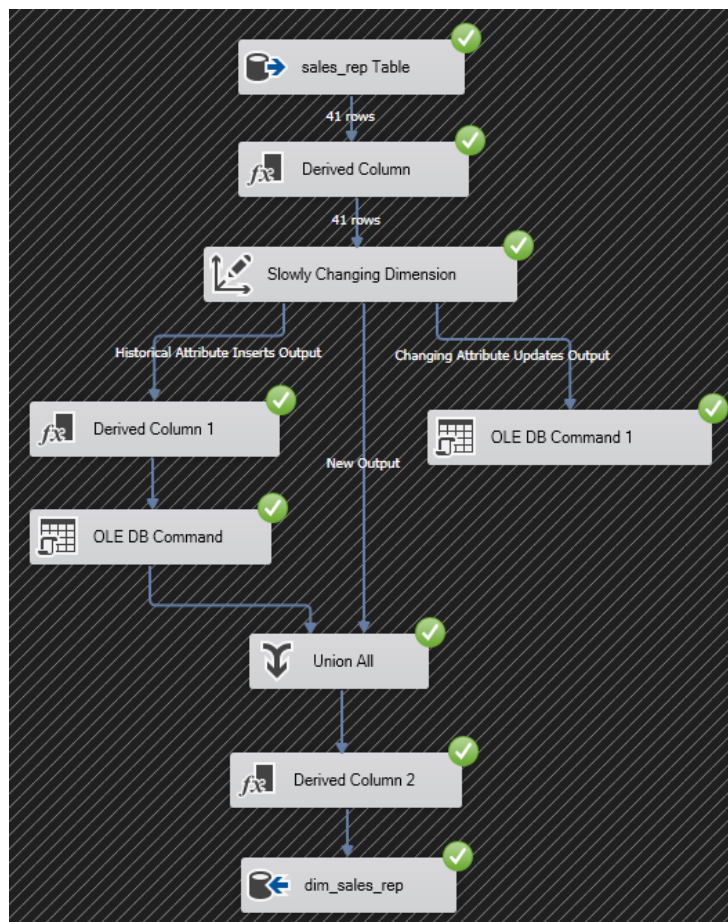 sales_rep Table
41 rows
Derived Column
41 rows
Slowly Changing Dimension
Historical Attribute Inserts Output
Changing Attribute Updates Output
Derived Column 1
OLE DB Command 1
New Output
OLE DB Command
Union All
Derived Column 2
dim_sales_rep